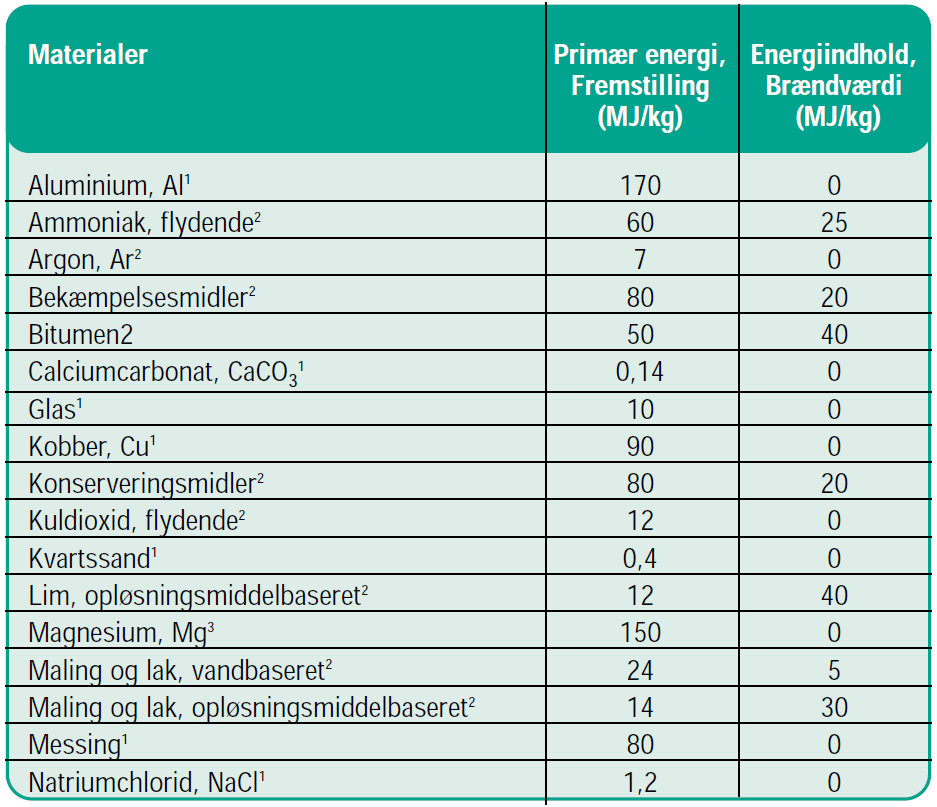 Materialer Primær energi, Fremstilling (MJ/kg) Energiindhold, Brændværdi (MJ/kg)
Aluminium, Al¹ 170 0
Ammoniak, flydende² 60 25
Argon, Ar² 7 0
Bekæmpelsesmidler² 80 20
Bitumen2 50 40
Calciumcarbonat, CaCO₃¹ 0,14 0
Glas¹ 10 0
Kobber, Cu¹ 90 0
Konserveringsmidler² 80 20
Kuldioxid, flydende² 12 0
Kvartssand¹ 0,4 0
Lim, opløsningsmiddelbaseret² 12 40
Magnesium, Mg³ 150 0
Maling og lak, vandbaseret² 24 5
Maling og lak, opløsningsmiddelbaseret² 14 30
Messing¹ 80 0
Natriumchlorid, NaCl¹ 1,2 0